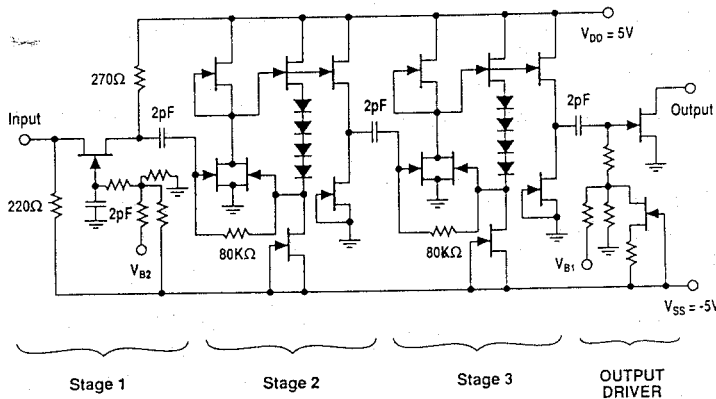 V_DD = 5V
270Ω
Input
2pF
2pF
2pF
Output
220Ω
2pF
V_B2
80KΩ
80KΩ
V_B1
V_SS = -5V
Stage 1
Stage 2
Stage 3
OUTPUT
DRIVER